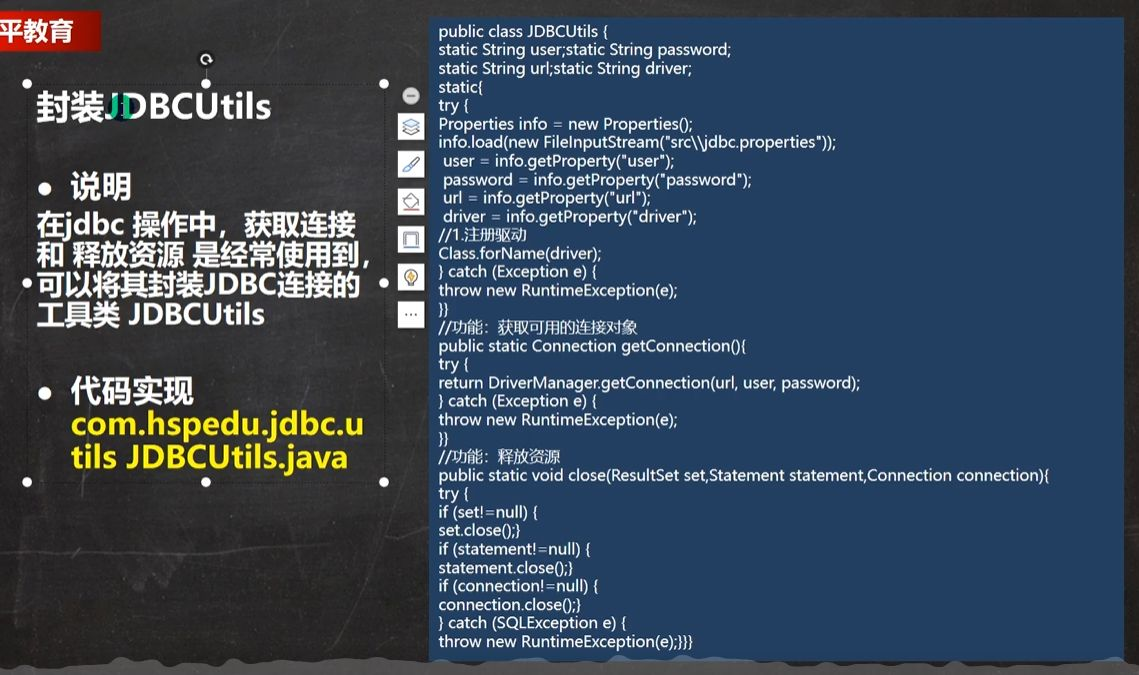 平教育
封装JDBCUtils
● 说明
在jdbc 操作中，获取连接
和 释放资源 是经常使用到，
可以将其封装JDBC连接的
工具类 JDBCUtils
● 代码实现
com.hspedu.jdbc.u
tils JDBCUtils.java
public class JDBCUtils {
static String user;static String password;
static String url;static String driver;
static{
try {
Properties info = new Properties();
info.load(new FileInputStream("src\\jdbc.properties"));
user = info.getProperty("user");
password = info.getProperty("password");
url = info.getProperty("url");
driver = info.getProperty("driver");
//1.注册驱动
Class.forName(driver);
} catch (Exception e) {
throw new RuntimeException(e);
}}
//功能：获取可用的连接对象
public static Connection getConnection(){
try {
return DriverManager.getConnection(url, user, password);
} catch (Exception e) {
throw new RuntimeException(e);
}}
//功能：释放资源
public static void close(ResultSet set,Statement statement,Connection connection){
try {
if (set!=null) {
set.close();}
if (statement!=null) {
statement.close();}
if (connection!=null) {
connection.close();}
} catch (SQLException e) {
throw new RuntimeException(e);}}}